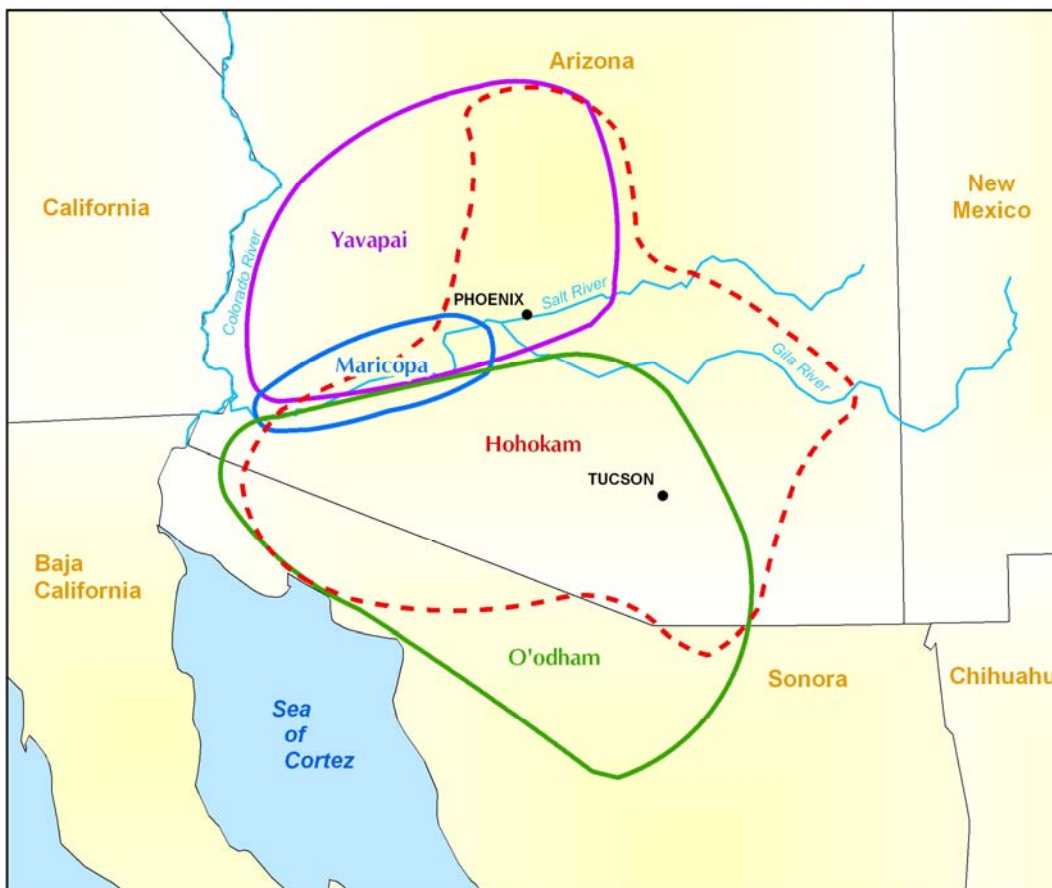 Arizona
California
New
Mexico
Yavapai
Colorado River
PHOENIX
Salt River
Maricopa
Gila River
Hohokam
TUCSON
Baja
California
O'odham
Sonora
Chihuahu
Sea
of
Cortez